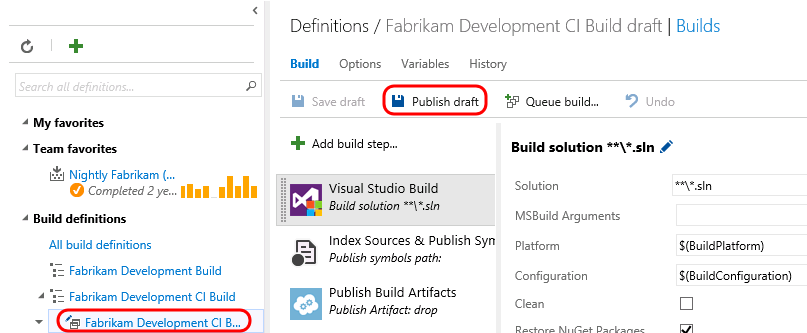 Search all definitions...
My favorites
Team favorites
Nightly Fabrikam (...
Completed 2 ye...
Build definitions
All build definitions
Fabrikam Development Build
Fabrikam Development CI Build
Fabrikam Development CI B...
Definitions / Fabrikam Development CI Build draft | Builds
Build Options Variables History
Save draft Publish draft Queue build... Undo
Add build step...
Visual Studio Build
Build solution **\*.sln
Index Sources & Publish Sym
Publish symbols path:
Publish Build Artifacts
Publish Artifact: drop
Build solution **\*.sln
Solution **\*.sln
MSBuild Arguments
Platform $(BuildPlatform)
Configuration $(BuildConfiguration)
Clean
Restore NuGet Packages